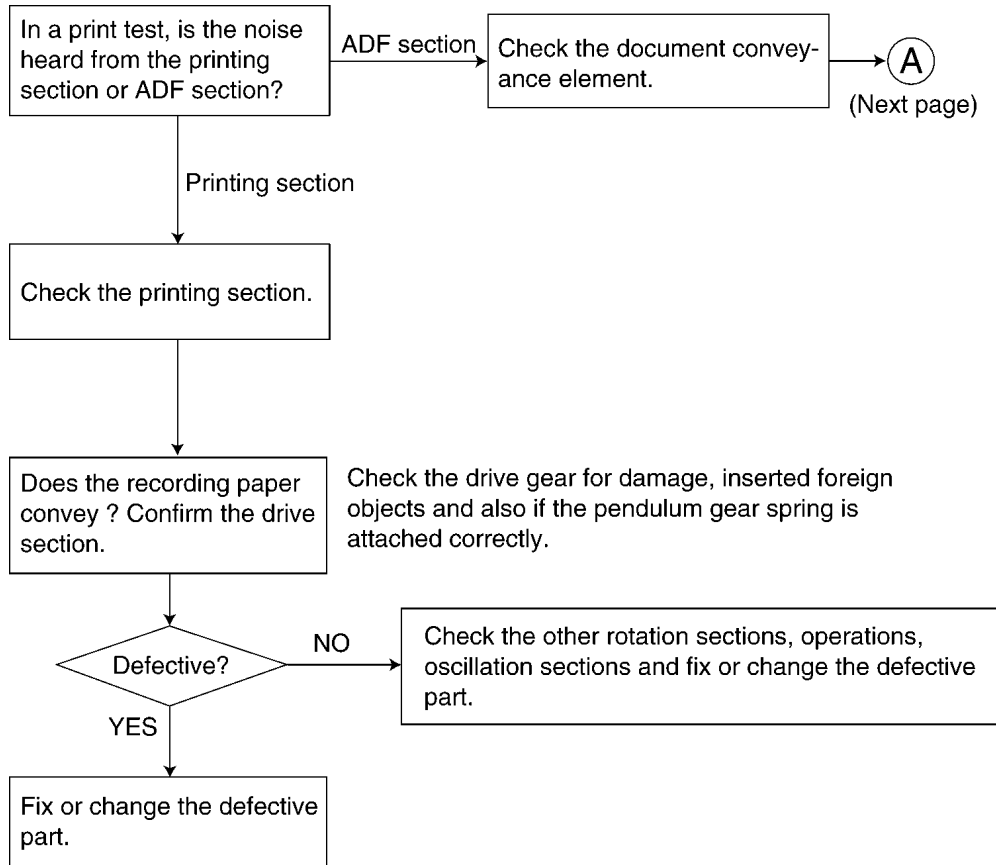 In a print test, is the noise
heard from the printing
section or ADF section?
ADF section
Check the document convey-
ance element.
A
(Next page)
Printing section
Check the printing section.
Does the recording paper
convey ? Confirm the drive
section.
Check the drive gear for damage, inserted foreign
objects and also if the pendulum gear spring is
attached correctly.
Defective?
NO
Check the other rotation sections, operations,
oscillation sections and fix or change the defective
part.
YES
Fix or change the defective
part.